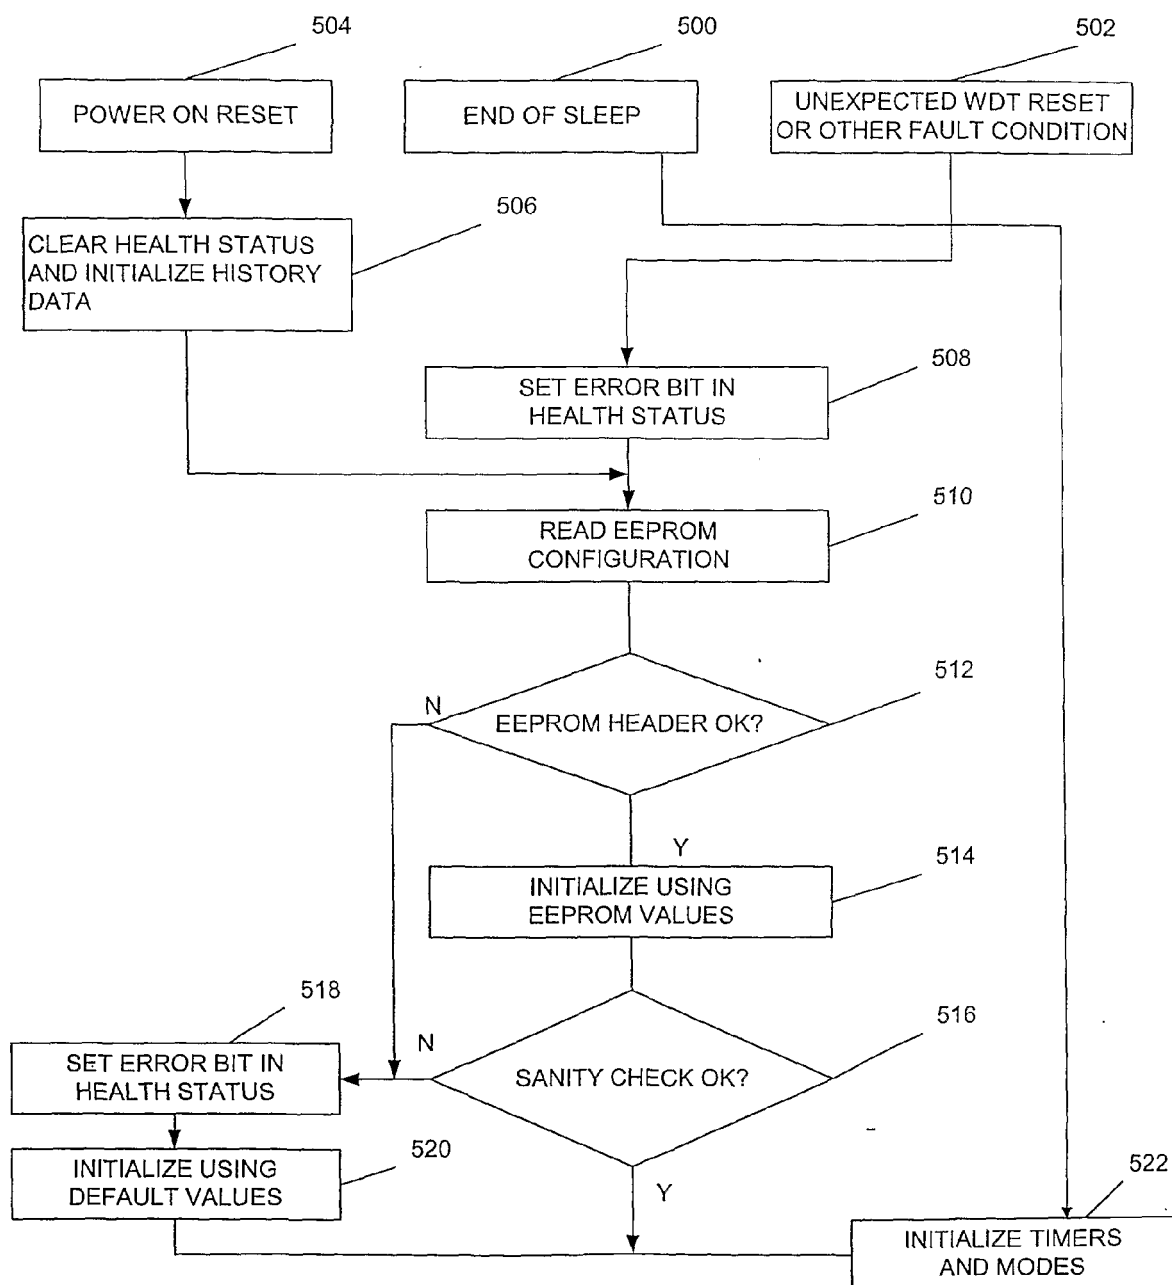 504
500
502
POWER ON RESET
END OF SLEEP
UNEXPECTED WDT RESET
OR OTHER FAULT CONDITION
506
CLEAR HEALTH STATUS
AND INITIALIZE HISTORY
DATA
508
SET ERROR BIT IN
HEALTH STATUS
510
READ EEPROM
CONFIGURATION
512
N
EEPROM HEADER OK?
Y
514
INITIALIZE USING
EEPROM VALUES
518
516
N
SET ERROR BIT IN
HEALTH STATUS
SANITY CHECK OK?
520
INITIALIZE USING
DEFAULT VALUES
Y
522
INITIALIZE TIMERS
AND MODES